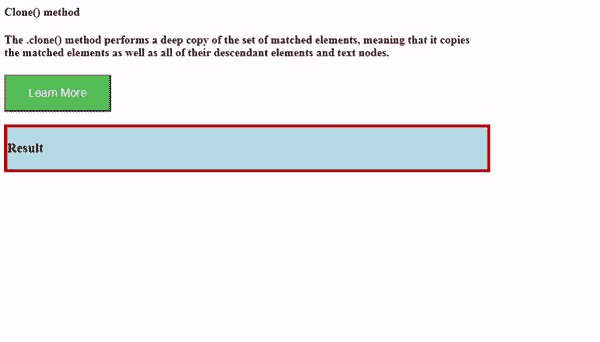 Clone() method
The .clone() method performs a deep copy of the set of matched elements, meaning that it copies
the matched elements as well as all of their descendant elements and text nodes.
Learn More
Result